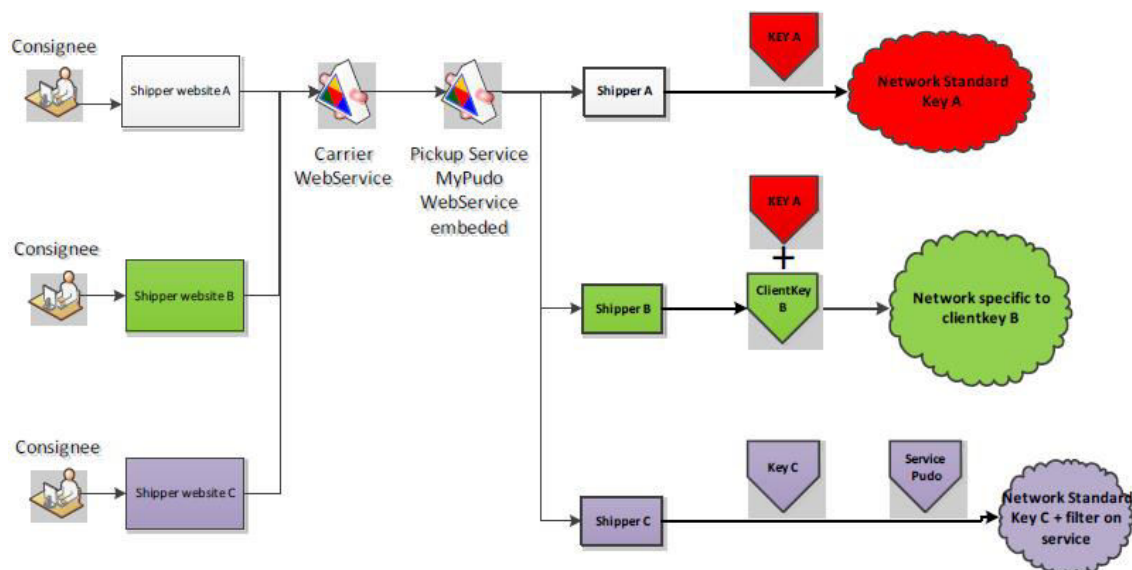 Consignee
Shipper website A
Carrier
WebService
Pickup Service
MyPudo
WebService
embeded
Shipper A
KEY A
Network Standard
Key A
Consignee
Shipper website B
Shipper B
KEY A
+
ClientKey
B
Network specific to
clientkey B
Consignee
Shipper website C
Shipper C
Key C
Service
Pudo
Network Standard
Key C + filter on
service